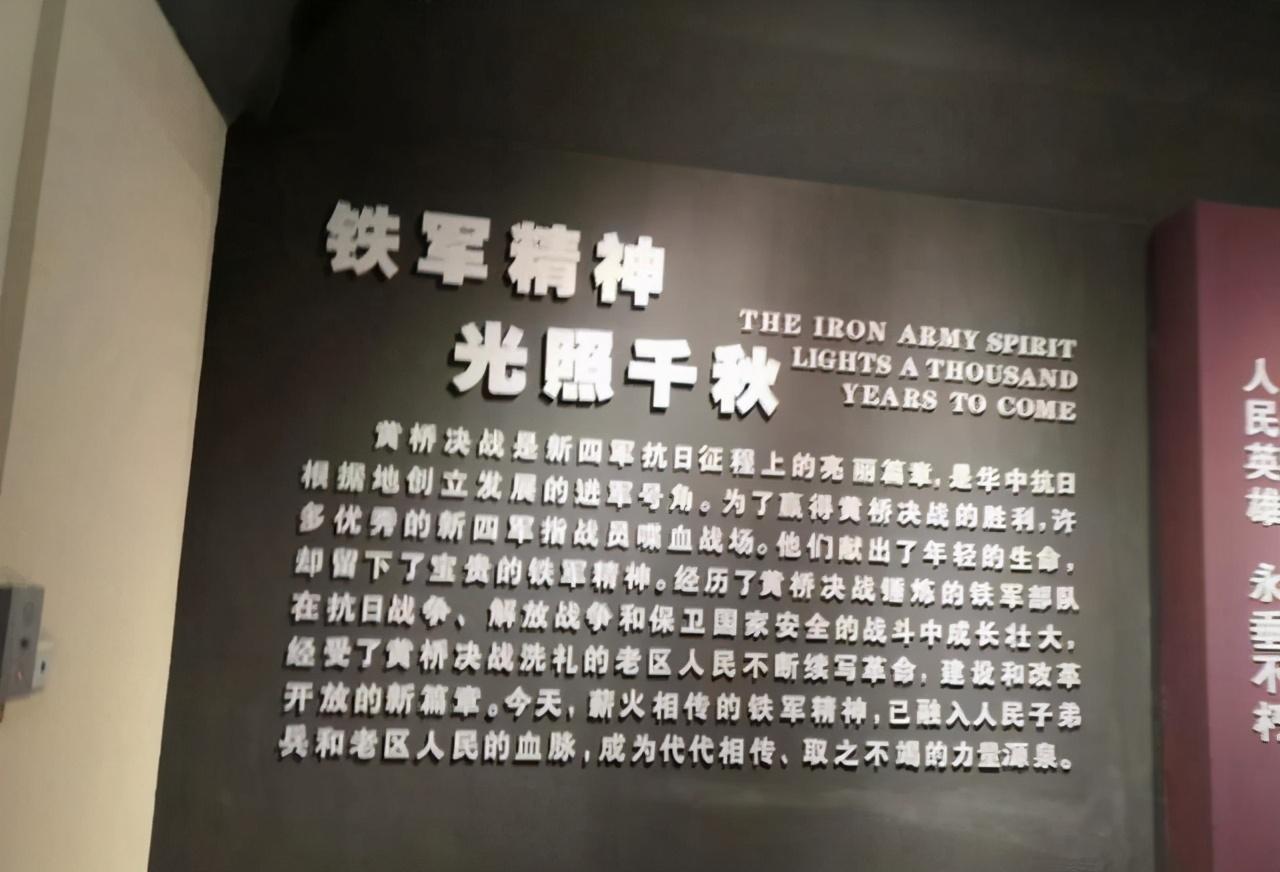 铁军精神
光照千秋
THE IRON ARMY SPIRIT
LIGHTS A THOUSAND
YEARS TO COME
黄桥决战是新四军抗日征程上的亮丽篇章,是华中抗日
根据地创立发展的进军号角。为了赢得黄桥决战的胜利,许
多优秀的新四军指战员喋血战场。他们献出了年轻的生命,
却留下了宝贵的铁军精神。经历了黄桥决战锤炼的铁军部队
在抗日战争、解放战争和保卫国家安全的战斗中成长壮大,
经受了黄桥决战洗礼的老区人民不断续写革命,建设和改革
开放的新篇章。今天,薪火相传的铁军精神,已融入人民子弟
兵和老区人民的血脉,成为代代相传、取之不竭的力量源泉。
人民英雄 永垂不朽